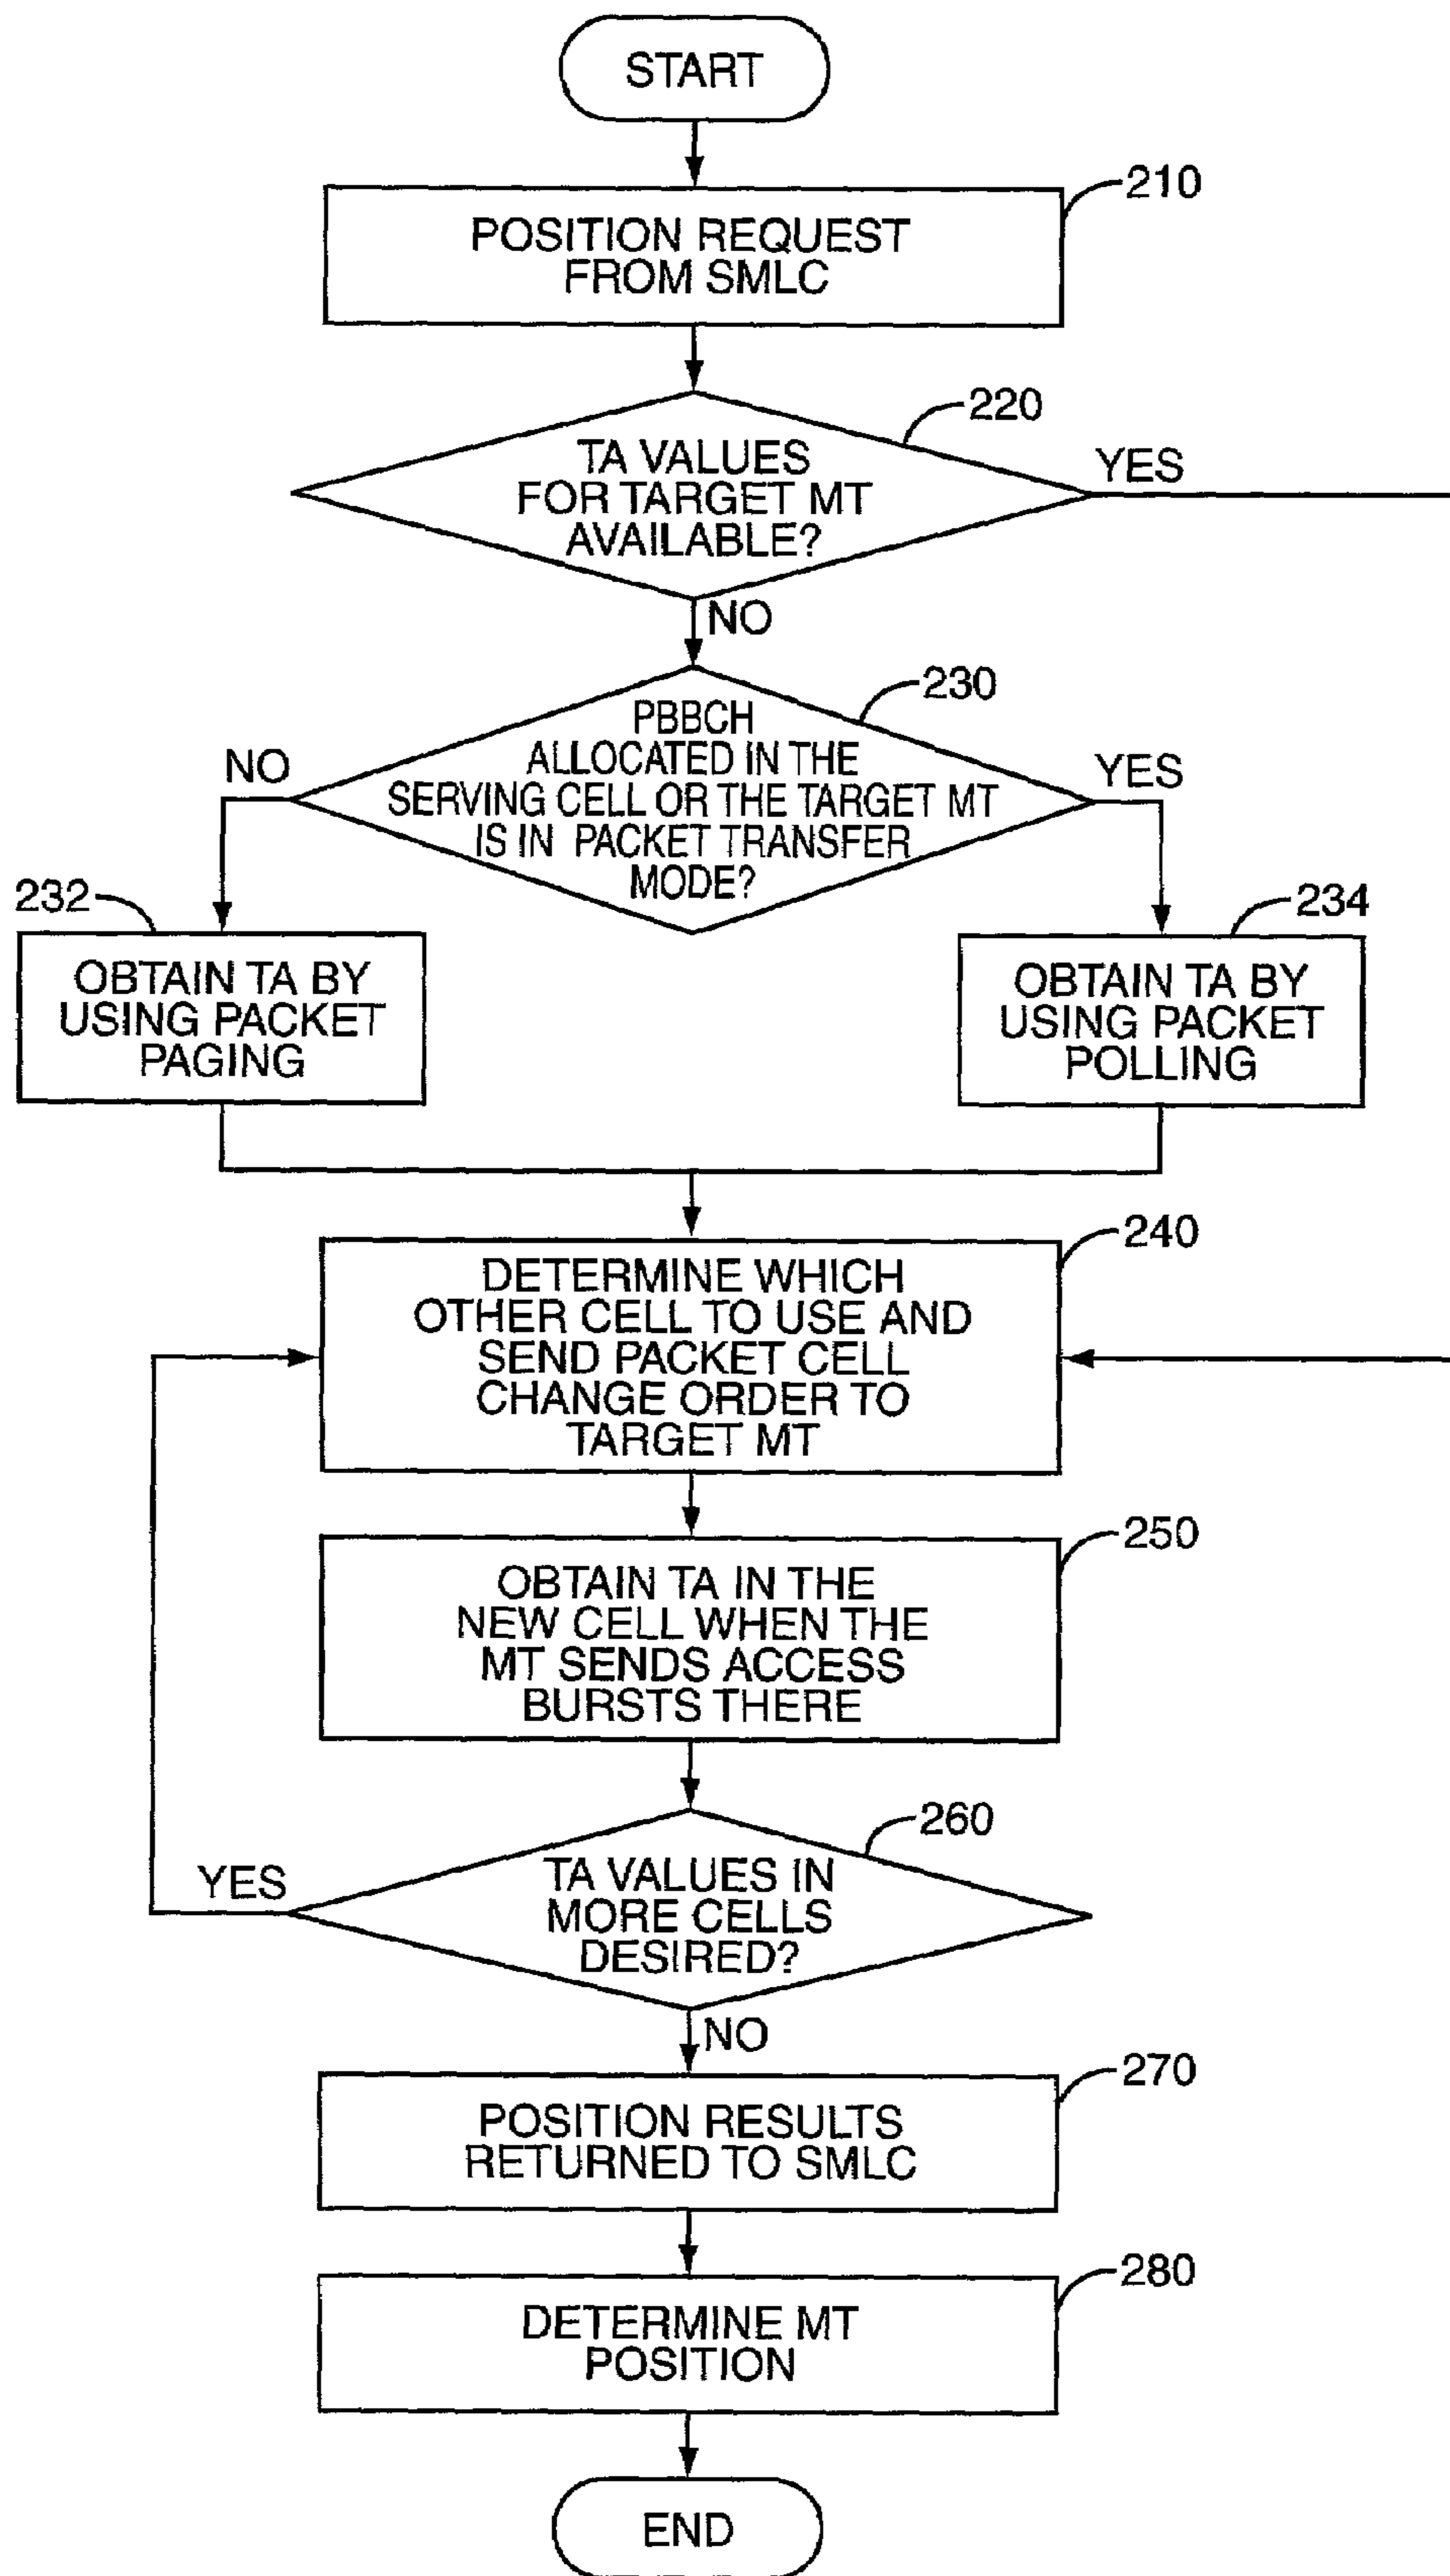 START
210
POSITION REQUEST
FROM SMLC
220
TA VALUES
FOR TARGET MT
AVAILABLE?
YES
NO
230
PBBCH
ALLOCATED IN THE
SERVING CELL OR THE TARGET MT
IS IN PACKET TRANSFER
MODE?
NO
YES
232
OBTAIN TA BY
USING PACKET
PAGING
234
OBTAIN TA BY
USING PACKET
POLLING
240
DETERMINE WHICH
OTHER CELL TO USE AND
SEND PACKET CELL
CHANGE ORDER TO
TARGET MT
250
OBTAIN TA IN THE
NEW CELL WHEN THE
MT SENDS ACCESS
BURSTS THERE
260
TA VALUES IN
MORE CELLS
DESIRED?
YES
NO
270
POSITION RESULTS
RETURNED TO SMLC
280
DETERMINE MT
POSITION
END